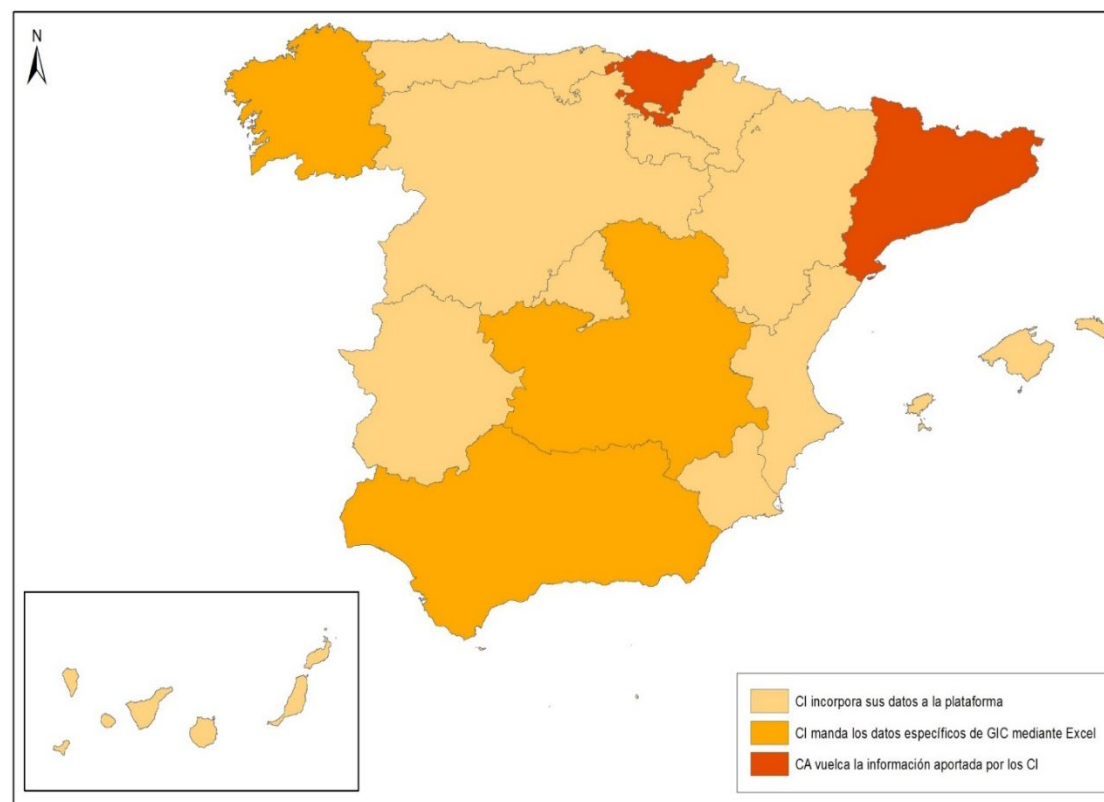 N
CI incorpora sus datos a la plataforma
CI manda los datos específicos de GIC mediante Excel
CA vuelca la información aportada por los CI